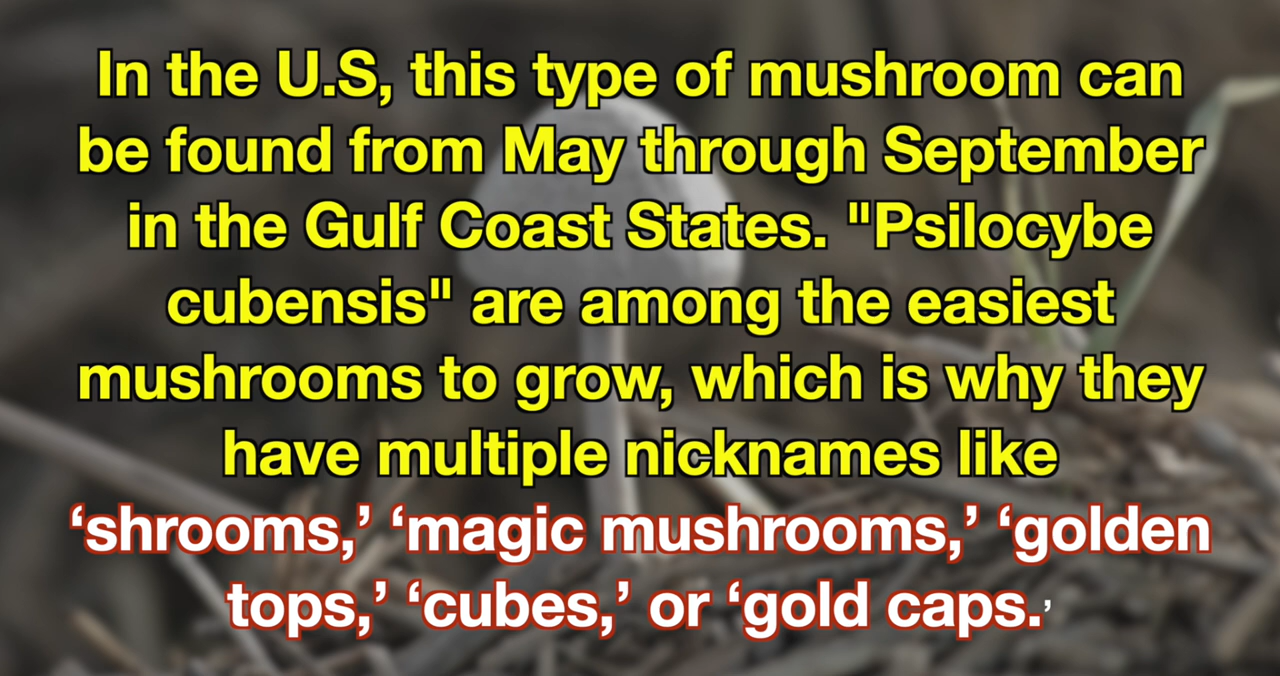 In the U.S, this type of mushroom can
be found from May through September
in the Gulf Coast States. "Psilocybe
cubensis" are among the easiest
mushrooms to grow, which is why they
have multiple nicknames like
‘shrooms,’ ‘magic mushrooms,’ ‘golden
tops,’ ‘cubes,’ or ‘gold caps.’